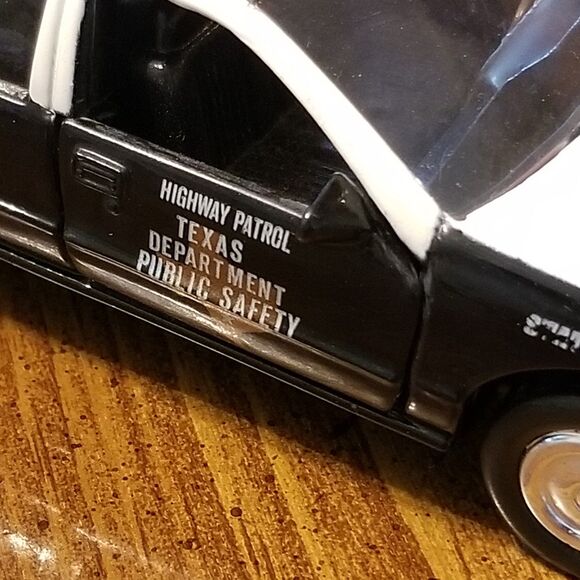 HIGHWAY PATROL
TEXAS
DEPARTMENT
PUBLIC SAFETY